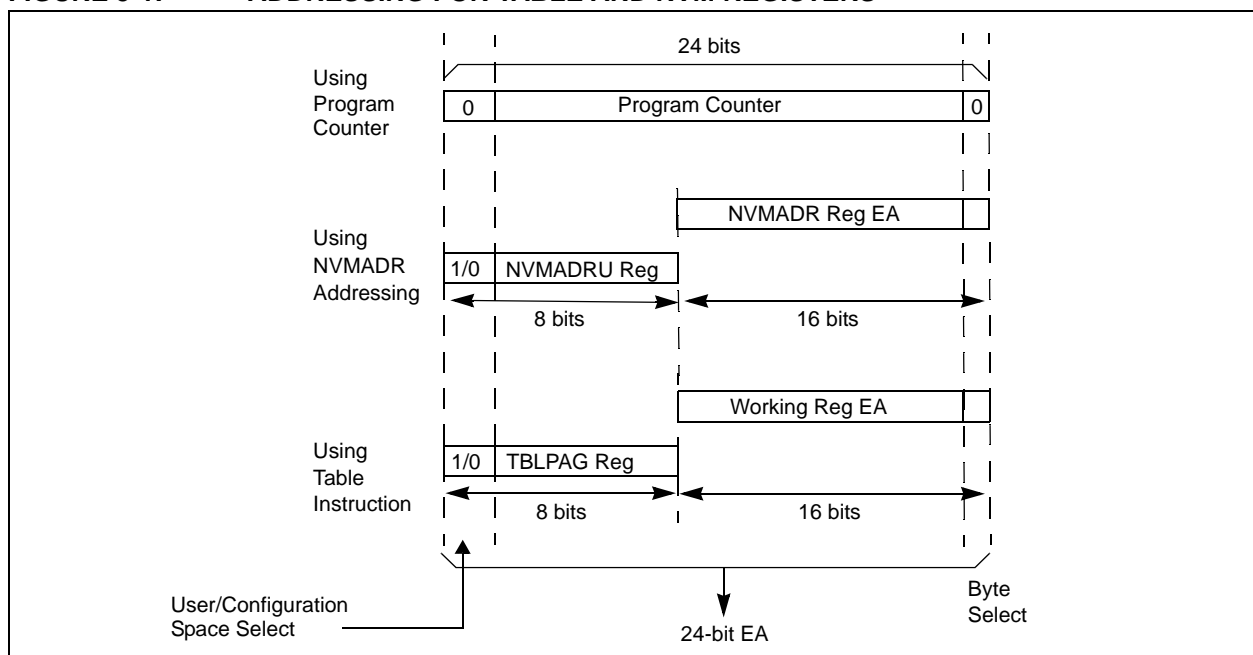 24 bits
Using
Program
Counter
0
Program Counter
0
NVMADR Reg EA
Using
NVMADR
Addressing
1/0
NVMADRU Reg
8 bits
16 bits
Working Reg EA
Using
Table
Instruction
1/0
TBLPAG Reg
8 bits
16 bits
User/Configuration
Space Select
24-bit EA
Byte
Select